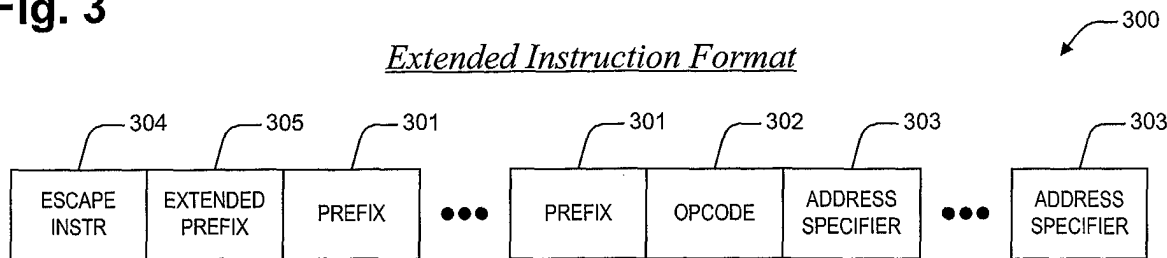 Fig. 3
300
Extended Instruction Format
304 305 301 301 302 303 303
ESCAPE INSTR
EXTENDED PREFIX
PREFIX
•••
PREFIX
OPCODE
ADDRESS SPECIFIER
•••
ADDRESS SPECIFIER